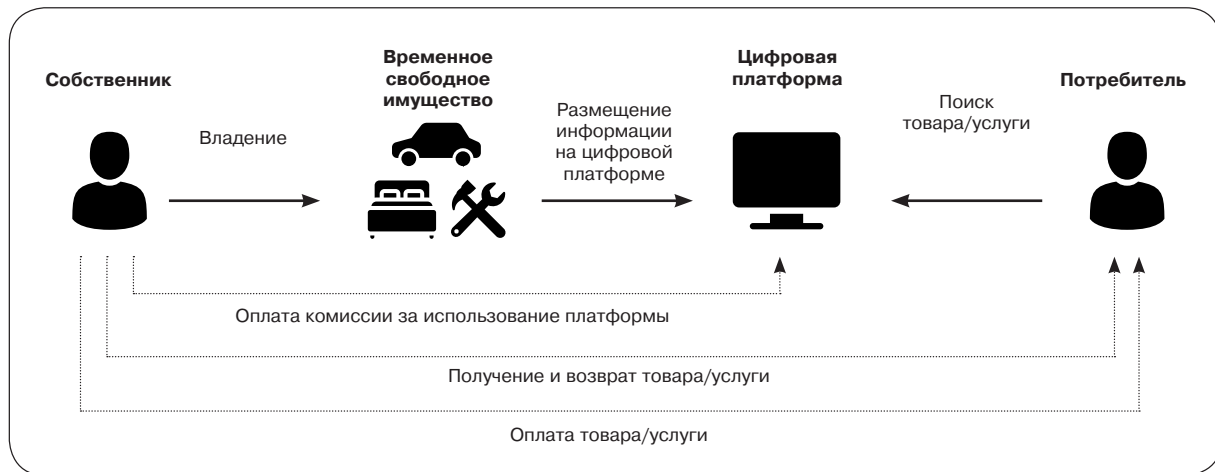 Собственник
Временное
свободное
имущество
Цифровая
платформа
Потребитель
Владение
Размещение
информации
на цифровой
платформе
Поиск
товара/услуги
Оплата комиссии за использование платформы
Получение и возврат товара/услуги
Оплата товара/услуги